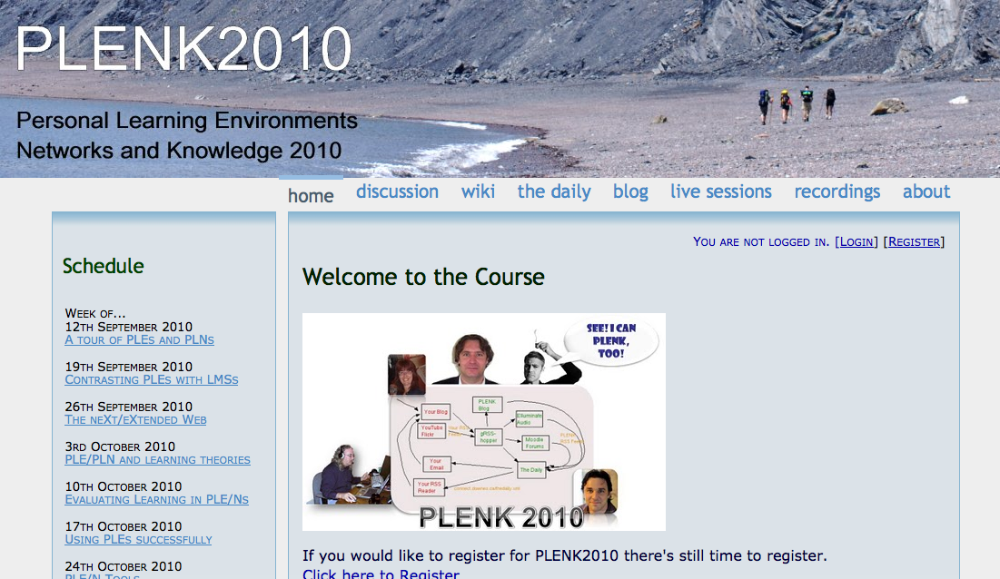 PLENK2010
Personal Learning Environments
Networks and Knowledge 2010
home discussion wiki the daily blog live sessions recordings about
Schedule
Week of...
12th September 2010
A tour of PLEs and PLNs
19th September 2010
Contrasting PLEs with LMSs
26th September 2010
The neXt/eXtended Web
3rd October 2010
PLE/PLN and learning theories
10th October 2010
Evaluating Learning in PLE/Ns
17th October 2010
Using PLEs successfully
24th October 2010
PLE/N Tools
You are not logged in. [Login] [Register]
Welcome to the Course
SEE! I CAN
PLENK,
TOO!
PLENK
Blog
Your Blog
Elluminate
Audio
YouTube
Flickr
Your RSS
Feed
gRSS-
hopper
PLENK
RSS Feed
Moodle
Forums
Your
Email
The Daily
Your RSS
Reader
PLENK 2010
If you would like to register for PLENK2010 there's still time to register.
Click here to Register